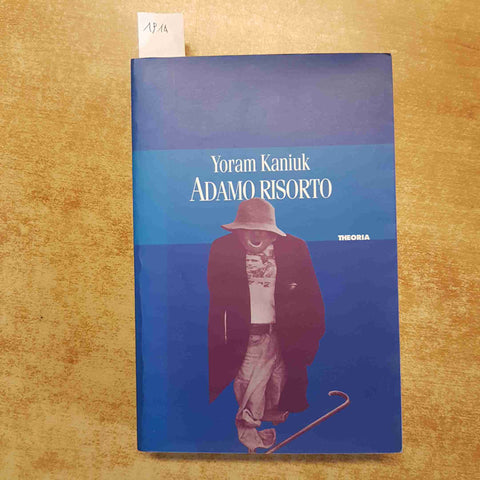 1914
Yoram Kaniuk
ADAMO RISORTO
THEORIA